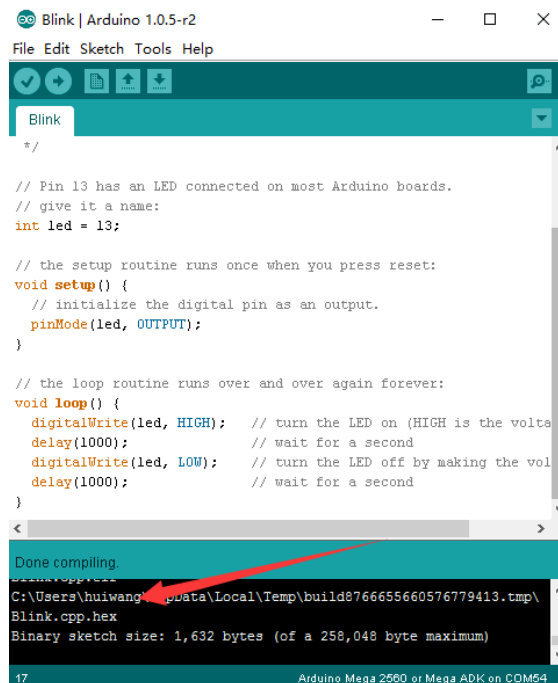 Blink | Arduino 1.0.5-r2
File Edit Sketch Tools Help
Blink
*/
// Pin 13 has an LED connected on most Arduino boards.
// give it a name:
int led = 13;
// the setup routine runs once when you press reset:
void setup() {
// initialize the digital pin as an output.
pinMode(led, OUTPUT);
}
// the loop routine runs over and over again forever:
void loop() {
digitalWrite(led, HIGH); // turn the LED on (HIGH is the volta
delay(1000); // wait for a second
digitalWrite(led, LOW); // turn the LED off by making the vol
delay(1000); // wait for a second
}
Done compiling.
C:\Users\huiwang\AppData\Local\Temp\build8766655660576779413.tmp\
Blink.cpp.hex
Binary sketch size: 1,632 bytes (of a 258,048 byte maximum)
17 Arduino Mega 2560 or Mega ADK on COM54